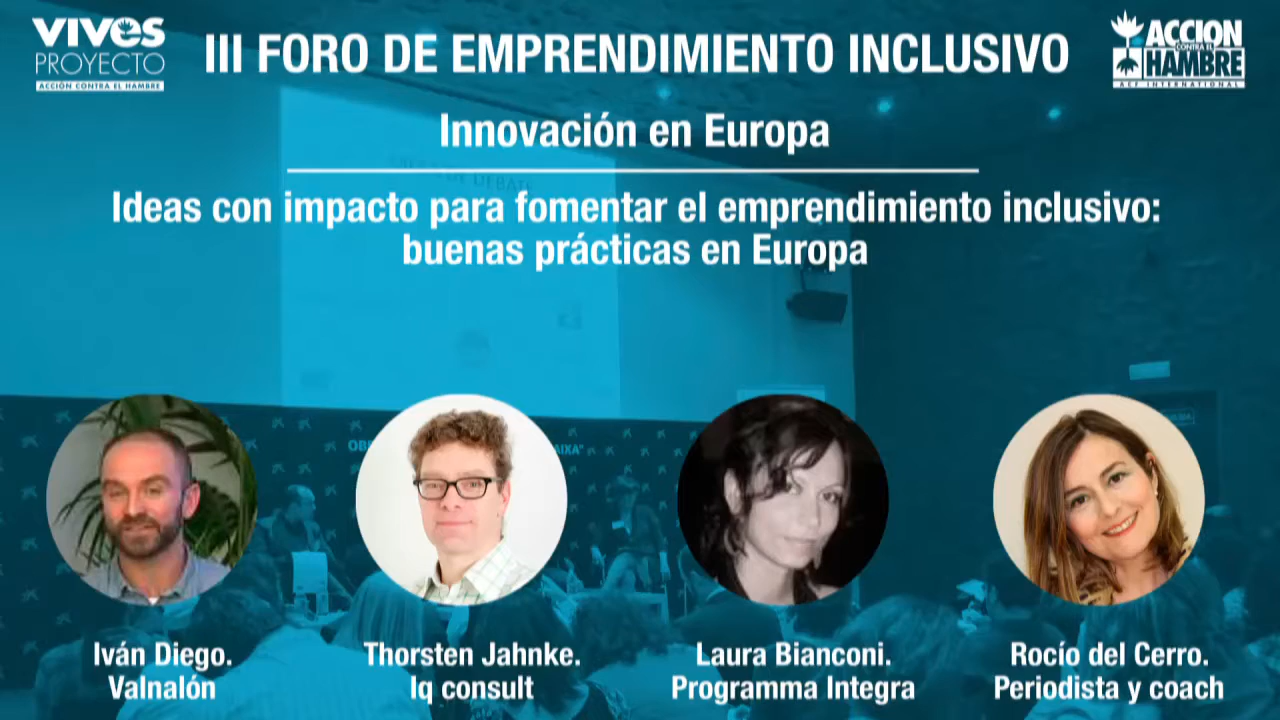 VIVES
PROYECTO
ACCIÓN CONTRA EL HAMBRE
III FORO DE EMPRENDIMIENTO INCLUSIVO
ACCION
CONTRA EL
HAMBRE
ACF INTERNATIONAL
Innovación en Europa
Ideas con impacto para fomentar el emprendimiento inclusivo:
buenas prácticas en Europa
Iván Diego.
Valnalón
Thorsten Jahnke.
Iq consult
Laura Bianconi.
Programma Integra
Rocío del Cerro.
Periodista y coach